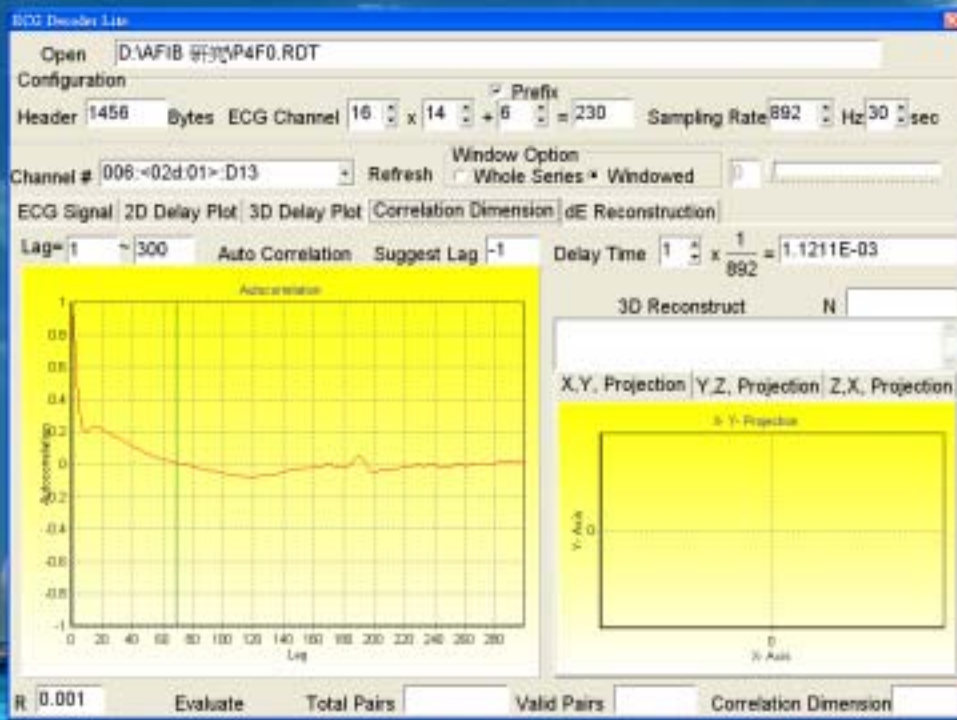 ECG Decoder Lite
Open D:\AFIB 研究\P4F0.RDT
Configuration
Prefix
Header 1456 Bytes ECG Channel 16 x 14 + 6 = 230 Sampling Rate 892 Hz 30 sec
Window Option
Channel # 006:<02d:01>:D13 Refresh Whole Series Windowed 0
ECG Signal 2D Delay Plot 3D Delay Plot Correlation Dimension dE Reconstruction
Lag= 1 ~ 300 Auto Correlation Suggest Lag -1 Delay Time 1 x 1/892 = 1.1211E-03
Autocorrelation
3D Reconstruct N
X,Y, Projection Y,Z, Projection Z,X, Projection
X- Y- Projection
1
0.8
0.6
0.4
0.2
0
-0.2
-0.4
-0.6
-0.8
-1
Autocorrelation
0 20 40 60 80 100 120 140 160 180 200 220 240 260 280
Lag
Y- Axis
0
0
X- Axis
R 0.001 Evaluate Total Pairs Valid Pairs Correlation Dimension